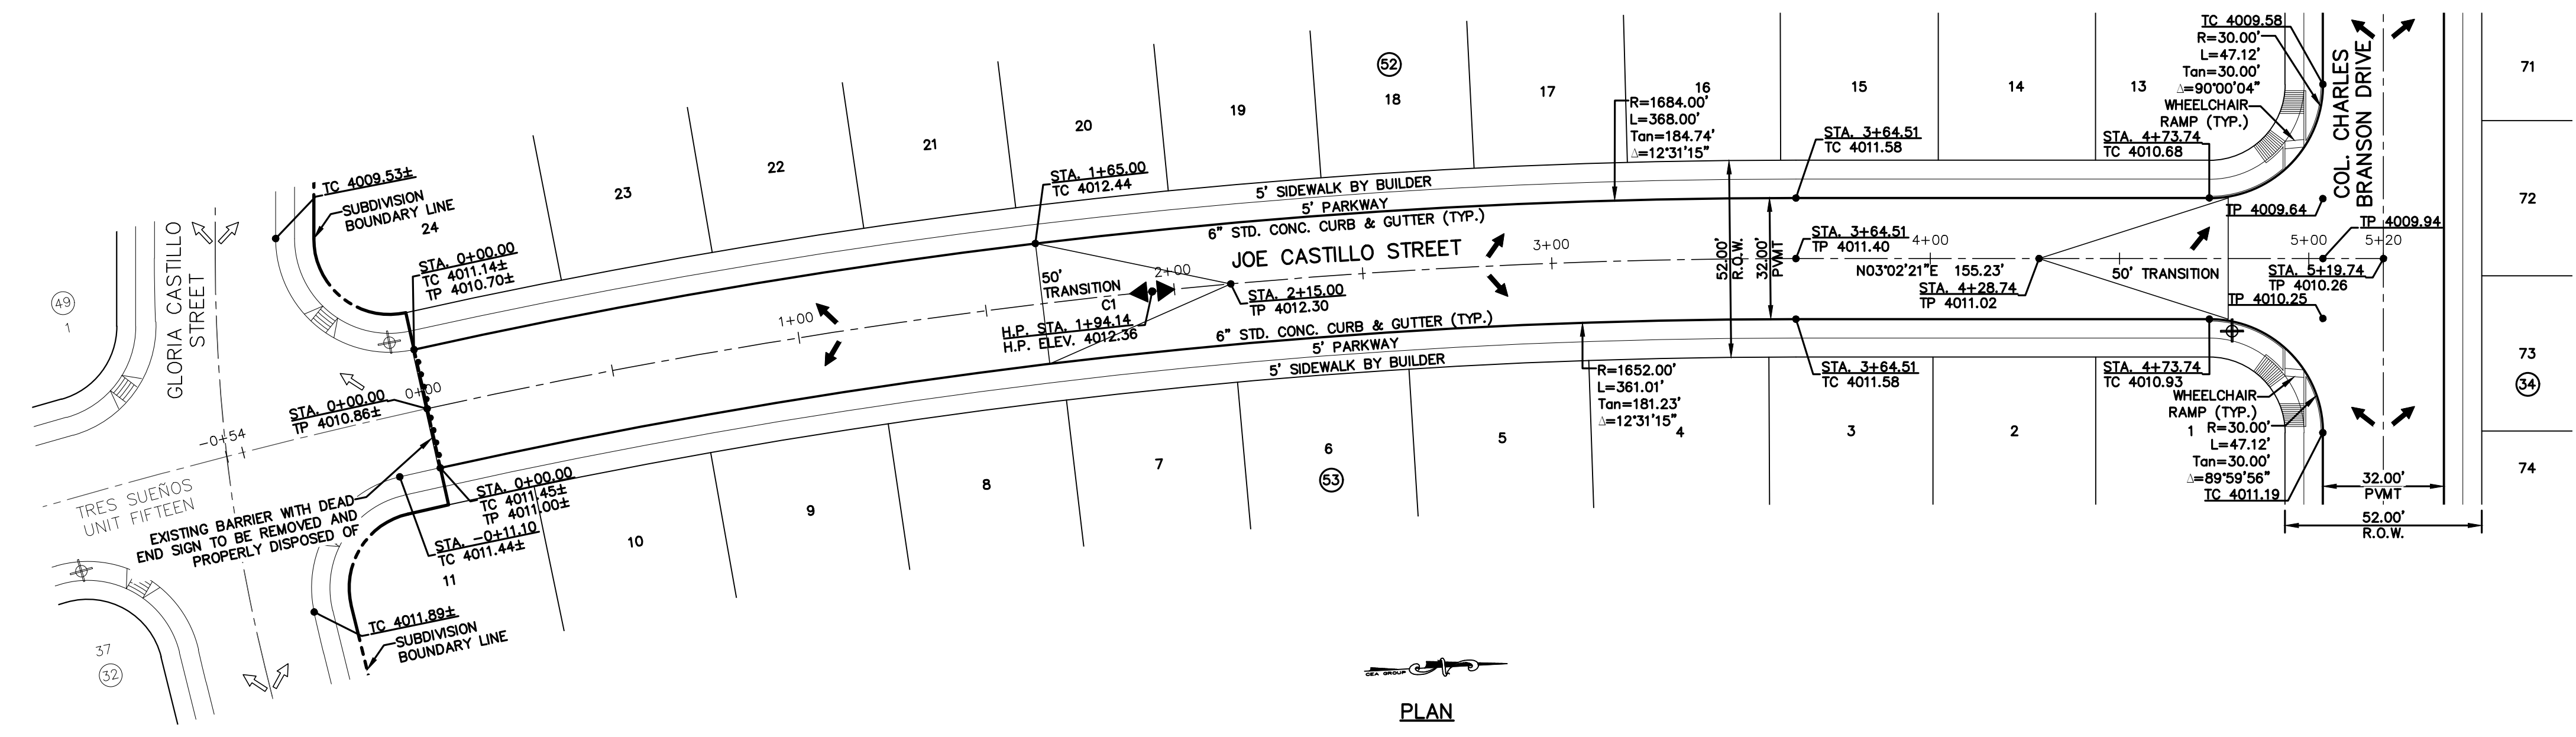 TC 4009.53±
SUBDIVISION
BOUNDARY LINE
24
GLORIA CASTILLO
STREET
49
1
STA. 0+00.00
TC 4011.14±
TP 4010.70±
STA. 0+00.00
TP 4010.86±
0+00
-0+54
TRES SUEÑOS
UNIT FIFTEEN
EXISTING BARRIER WITH DEAD
END SIGN TO BE REMOVED AND
PROPERLY DISPOSED OF
STA. 0+00.00
TC 4011.45±
TP 4011.00±
STA. -0+11.10
TC 4011.44±
11
TC 4011.89±
SUBDIVISION
BOUNDARY LINE
37
32
23
22
21
20
19
52
18
17
16
15
14
13
1+00
STA. 1+65.00
TC 4012.44
50'
TRANSITION
C1
2+00
H.P. STA. 1+94.14
H.P. ELEV. 4012.36
STA. 2+15.00
TP 4012.30
5' SIDEWALK BY BUILDER
5' PARKWAY
6" STD. CONC. CURB & GUTTER (TYP.)
JOE CASTILLO STREET
3+00
6" STD. CONC. CURB & GUTTER (TYP.)
5' PARKWAY
5' SIDEWALK BY BUILDER
R=1684.00'
L=368.00'
Tan=184.74'
Δ=12°31'15"
R=1652.00'
L=361.01'
Tan=181.23'
Δ=12°31'15"
52.00'
R.O.W.
32.00'
PVMT
STA. 3+64.51
TC 4011.58
STA. 3+64.51
TP 4011.40
STA. 3+64.51
TC 4011.58
4+00
N03°02'21"E 155.23'
STA. 4+28.74
TP 4011.02
50' TRANSITION
STA. 4+73.74
TC 4010.68
STA. 4+73.74
TC 4010.93
TC 4009.58
R=30.00'
L=47.12'
Tan=30.00'
Δ=90°00'04"
WHEELCHAIR
RAMP (TYP.)
COL. CHARLES
BRANSON DRIVE
TP 4009.64
TP 4009.94
5+00
5+20
STA. 5+19.74
TP 4010.26
TP 4010.25
WHEELCHAIR
RAMP (TYP.)
1
R=30.00'
L=47.12'
Tan=30.00'
Δ=89°59'56"
TC 4011.19
32.00'
PVMT
52.00'
R.O.W.
71
72
73
34
74
10
9
8
7
6
53
5
4
3
2
CEA GROUP
PLAN